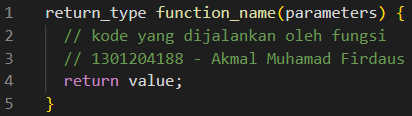 1 return_type function_name(parameters) {
2 // kode yang dijalankan oleh fungsi
3 // 1301204188 - Akmal Muhamad Firdaus
4 return value;
5 }